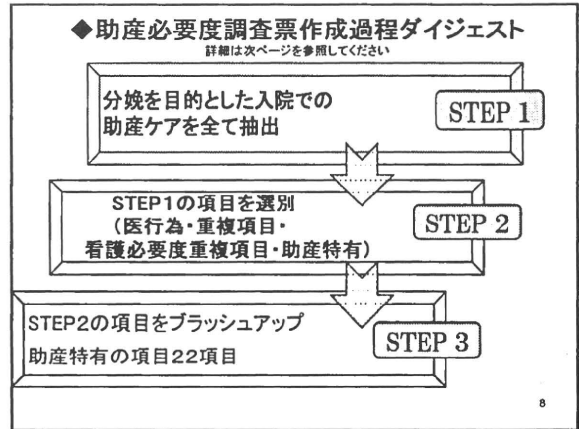 ◆助産必要度調査票作成過程ダイジェスト
詳細は次ページを参照してください
分娩を目的とした入院での
助産ケアを全て抽出
STEP 1
STEP1の項目を選別
(医行為・重複項目・
看護必要度重複項目・助産特有)
STEP 2
STEP2の項目をブラッシュアップ
助産特有の項目22項目
STEP 3
8